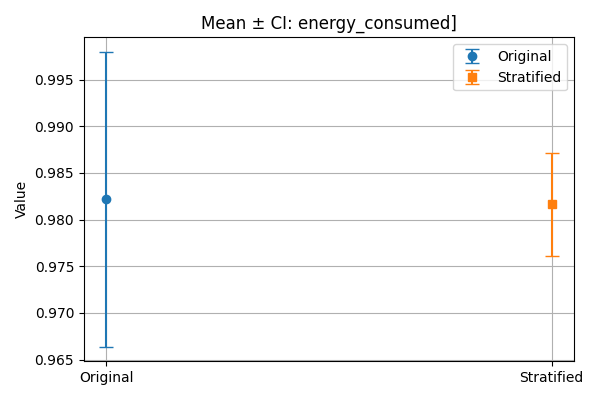 Mean ± CI: energy_consumed]
Original
Stratified
Value
0.995
0.990
0.985
0.980
0.975
0.970
0.965
Original
Stratified